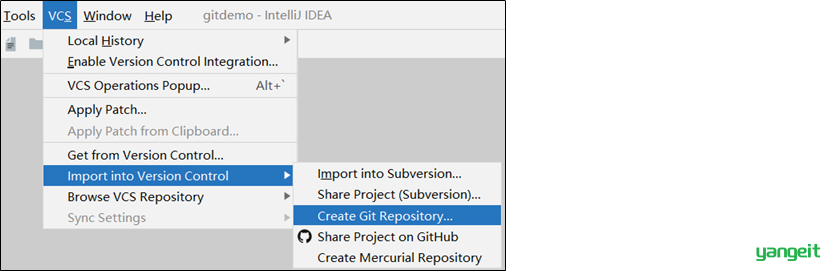 Tools VCS Window Help gitdemo - IntelliJ IDEA
Local History
Enable Version Control Integration...
VCS Operations Popup... Alt+`
Apply Patch...
Apply Patch from Clipboard...
Get from Version Control...
Import into Version Control
Browse VCS Repository
Sync Settings
Import into Subversion...
Share Project (Subversion)...
Create Git Repository...
Share Project on GitHub
Create Mercurial Repository
yangeit